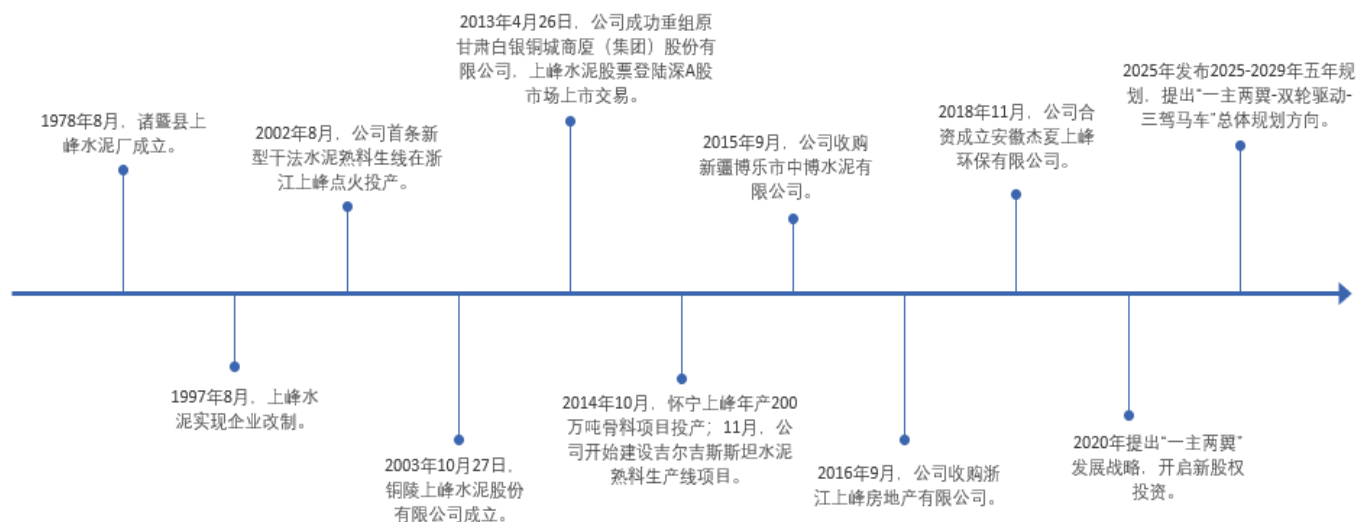 1978年8月，诸暨县上
峰水泥厂成立。
1997年8月，上峰水
泥实现企业改制。
2002年8月，公司首条新
型干法水泥熟料生线在浙
江上峰点火投产。
2003年10月27日，
铜陵上峰水泥股份
有限公司成立。
2013年4月26日，公司成功重组原
甘肃白银铜城商厦（集团）股份有
限公司，上峰水泥股票登陆深A股
市场上市交易。
2014年10月，怀宁上峰年产200
万吨骨料项目投产；11月，公
司开始建设吉尔吉斯斯坦水泥
熟料生产线项目。
2015年9月，公司收购
新疆博乐市中博水泥有
限公司。
2016年9月，公司收购浙
江上峰房地产有限公司。
2018年11月，公司合
资成立安徽杰夏上峰
环保有限公司。
2020年提出“一主两翼”
发展战略，开启新股权
投资。
2025年发布2025-2029年五年规
划，提出“一主两翼-双轮驱动-
三驾马车”总体规划方向。